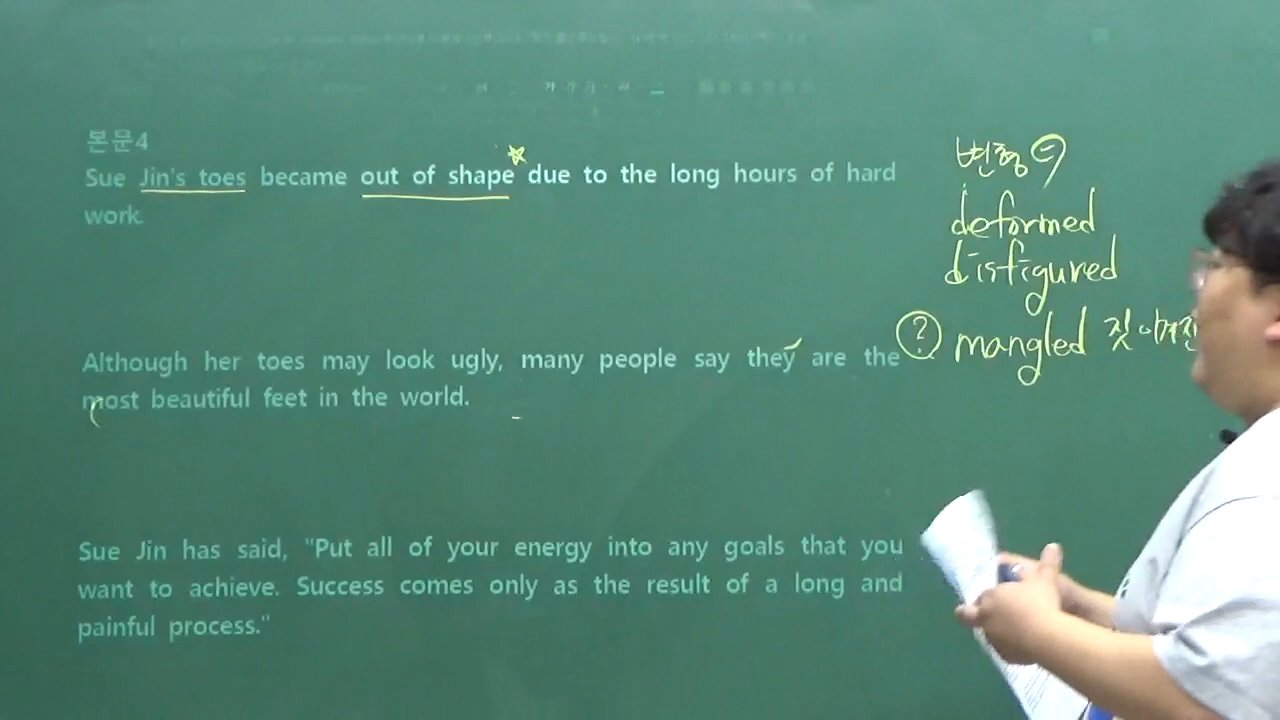 본문4
Sue Jin's toes became out of shape due to the long hours of hard
work.
Although her toes may look ugly, many people say they are the
most beautiful feet in the world.
Sue Jin has said, "Put all of your energy into any goals that you
want to achieve. Success comes only as the result of a long and
painful process."
변형
deformed
disfigured
? mangled